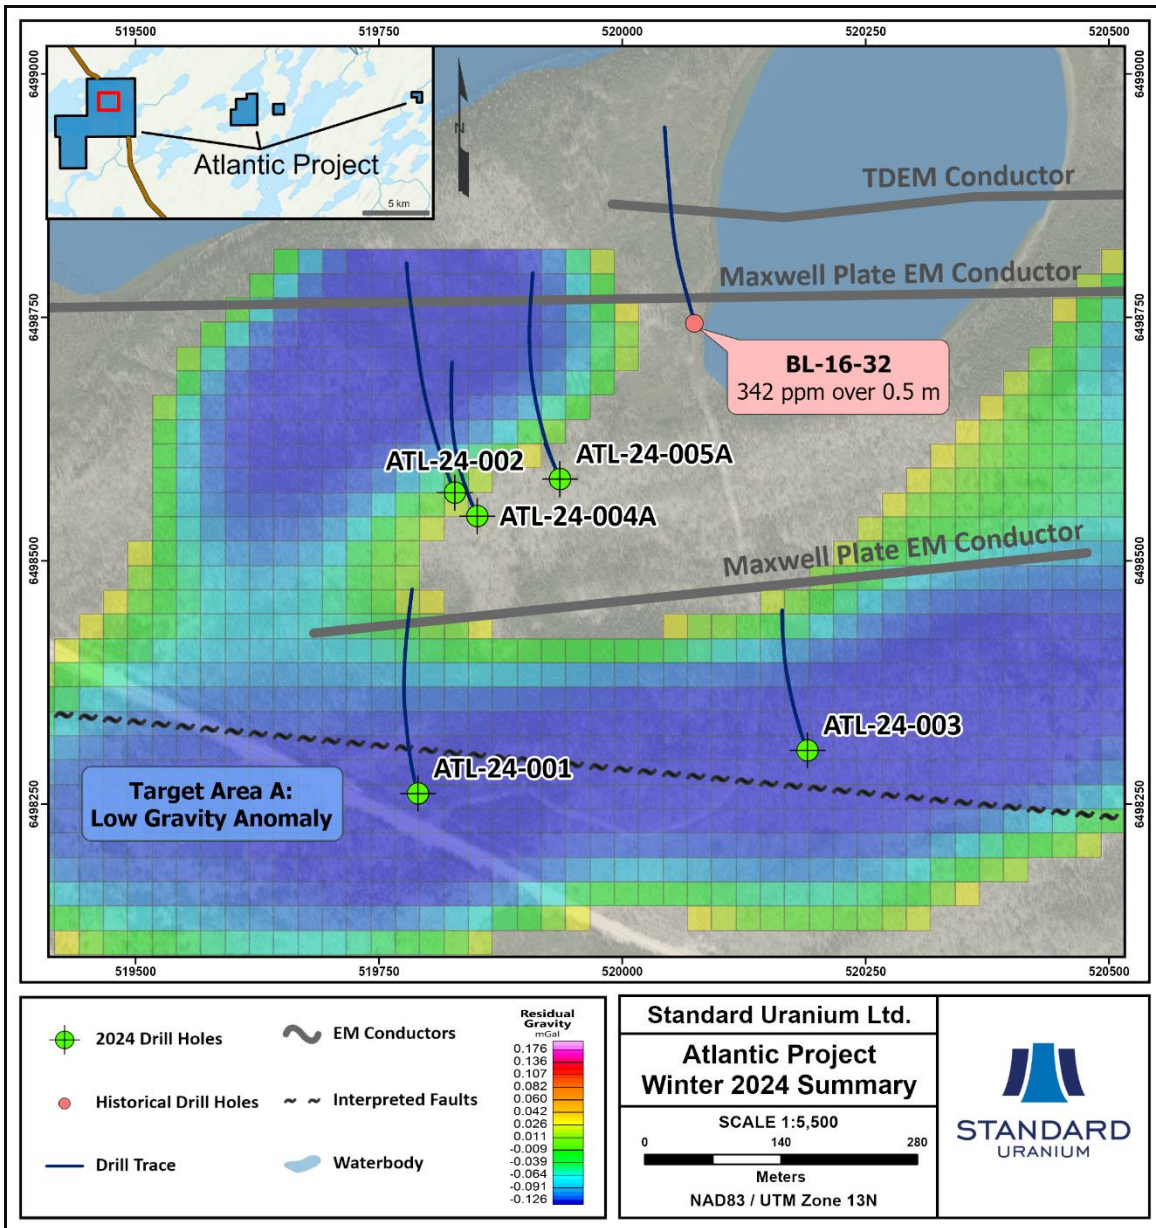 519500
519750
520000
520250
520500
6499000
6498750
6498500
6498250
6499000
6498750
6498500
6498250
Atlantic Project
5 km
N
TDEM Conductor
Maxwell Plate EM Conductor
BL-16-32
342 ppm over 0.5 m
ATL-24-002
ATL-24-005A
ATL-24-004A
Maxwell Plate EM Conductor
ATL-24-003
ATL-24-001
Target Area A:
Low Gravity Anomaly
519500
519750
520000
520250
520500
2024 Drill Holes
Historical Drill Holes
Drill Trace
EM Conductors
Interpreted Faults
Waterbody
Residual
Gravity
mGal
0.176
0.136
0.107
0.082
0.060
0.042
0.026
0.011
-0.009
-0.039
-0.064
-0.091
-0.126
Standard Uranium Ltd.
Atlantic Project
Winter 2024 Summary
SCALE 1:5,500
0 140 280
Meters
NAD83 / UTM Zone 13N
STANDARD
URANIUM